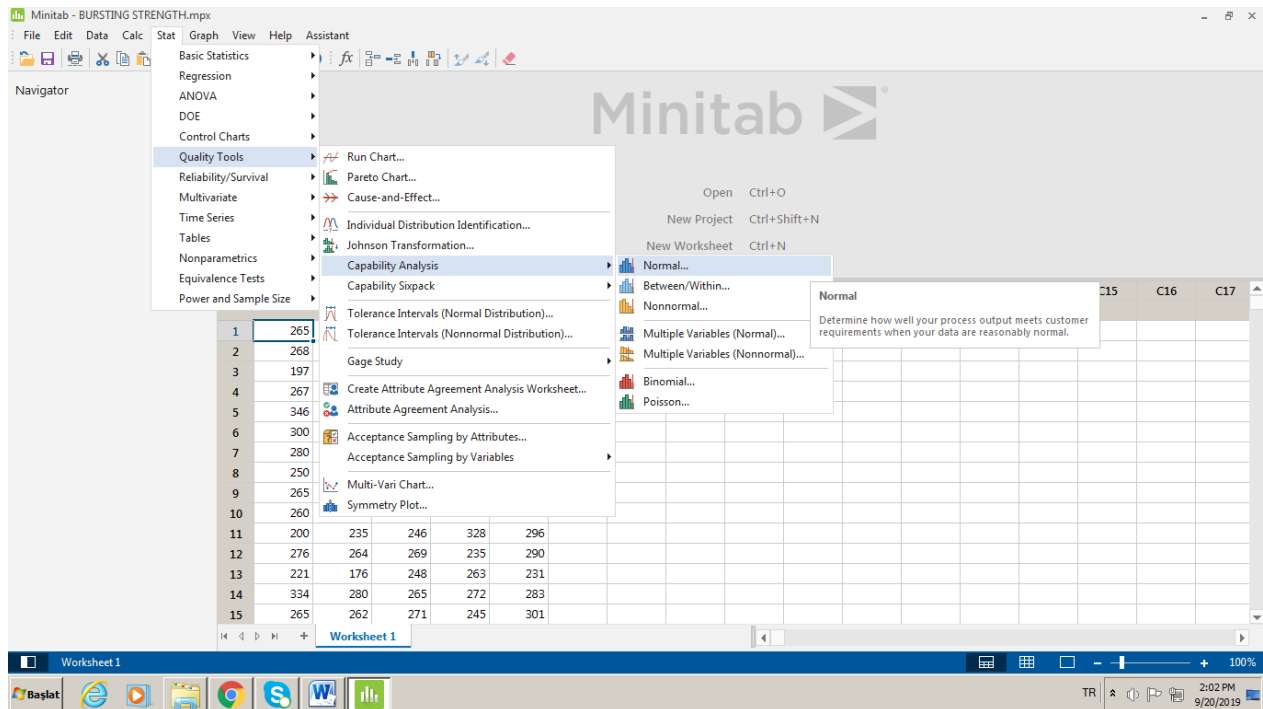 Minitab - BURSTING STRENGTH.mpx
File Edit Data Calc Stat Graph View Help Assistant
Basic Statistics
Regression
ANOVA
DOE
Control Charts
Quality Tools
Reliability/Survival
Multivariate
Time Series
Tables
Nonparametrics
Equivalence Tests
Power and Sample Size
Navigator
Minitab
Run Chart...
Pareto Chart...
Cause-and-Effect...
Individual Distribution Identification...
Johnson Transformation...
Capability Analysis
Capability Sixpack
Tolerance Intervals (Normal Distribution)...
Tolerance Intervals (Nonnormal Distribution)...
Gage Study
Create Attribute Agreement Analysis Worksheet...
Attribute Agreement Analysis...
Acceptance Sampling by Attributes...
Acceptance Sampling by Variables
Multi-Vari Chart...
Symmetry Plot...
Open Ctrl+O
New Project Ctrl+Shift+N
New Worksheet Ctrl+N
Normal...
Between/Within...
Nonnormal...
Multiple Variables (Normal)...
Multiple Variables (Nonnormal)...
Binomial...
Poisson...
Normal
Determine how well your process output meets customer
requirements when your data are reasonably normal.
C15 C16 C17
1 265
2 268
3 197
4 267
5 346
6 300
7 280
8 250
9 265
10 260
11 200 235 246 328 296
12 276 264 269 235 290
13 221 176 248 263 231
14 334 280 265 272 283
15 265 262 271 245 301
+ Worksheet 1
Worksheet 1
100%
Başlat
TR
2:02 PM
9/20/2019